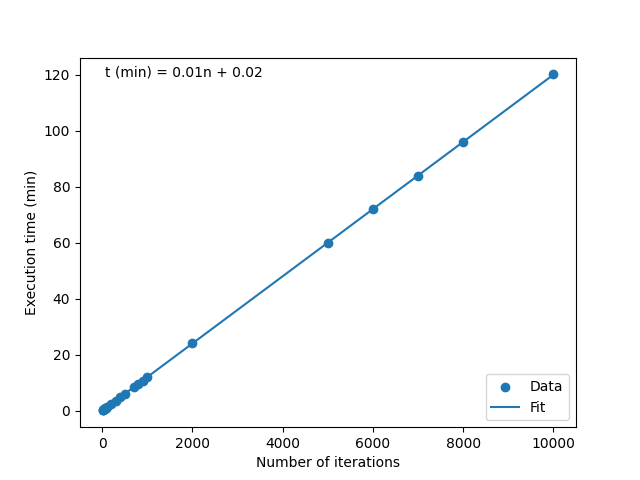 t (min) = 0.01n + 0.02
120
100
80
60
40
20
0
Execution time (min)
Data
Fit
0 2000 4000 6000 8000 10000
Number of iterations